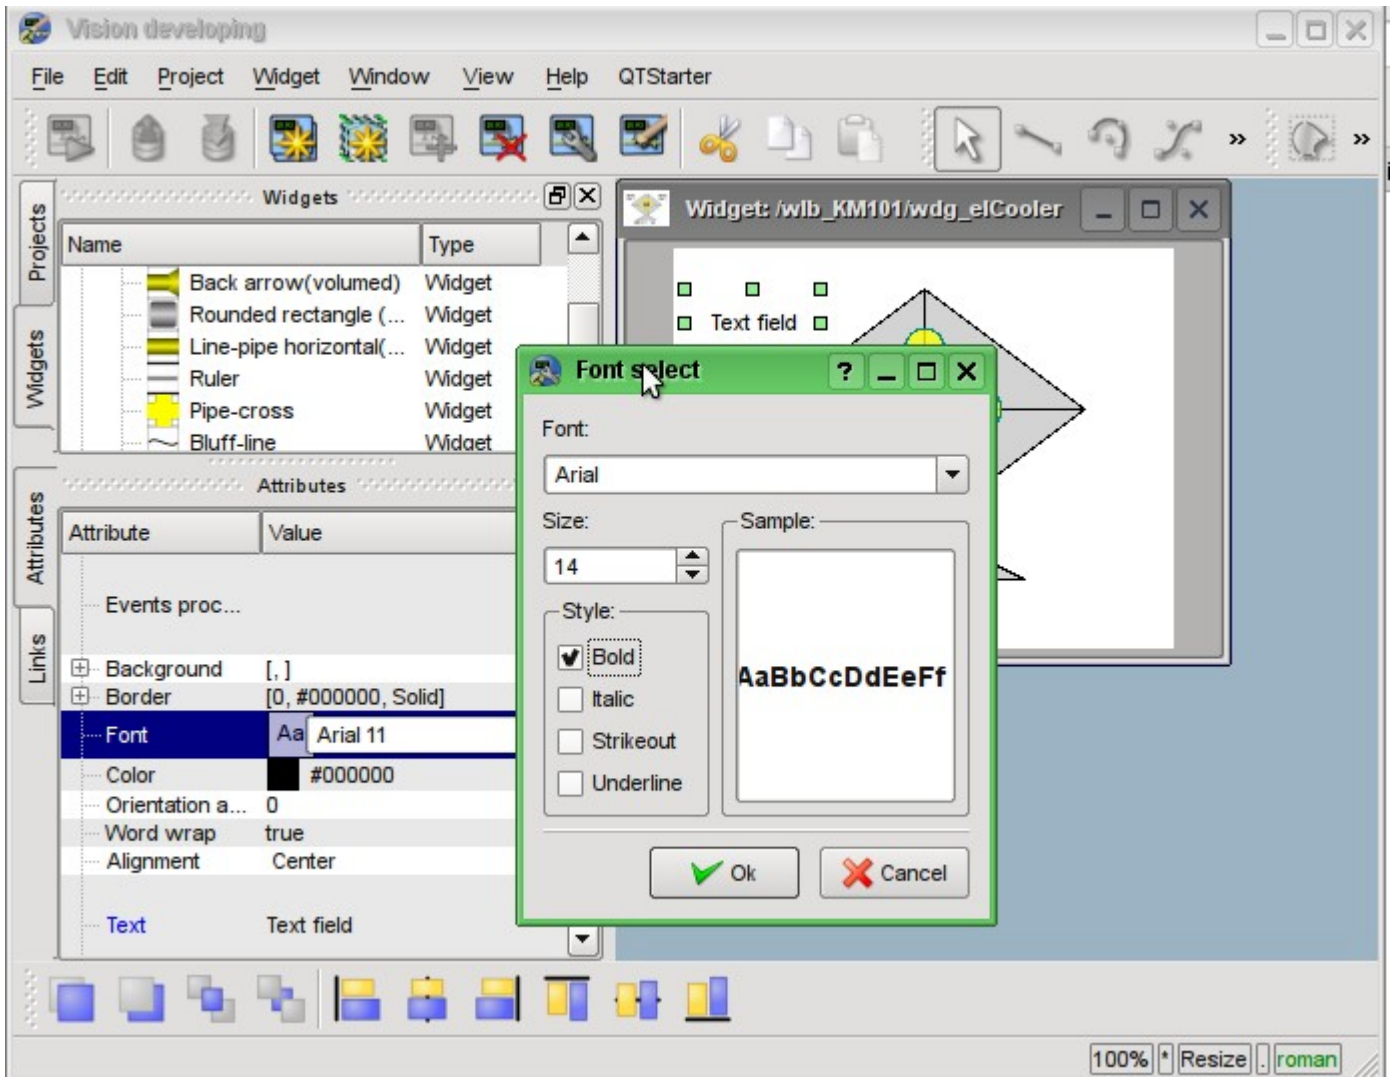 Vision developing
File Edit Project Widget Window View Help QTStarter
»
»
Projects
Widgets
Widgets
Name Type
Back arrow(volumed) Widget
Rounded rectangle (... Widget
Line-pipe horizontal(... Widget
Ruler Widget
Pipe-cross Widget
Bluff-line Widget
Widget: /wlb_KM101/wdg_elCooler
Text field
Attributes
Links
Attributes
Attribute Value
Events proc...
Background [, ]
Border [0, #000000, Solid]
Font Aa Arial 11
Color #000000
Orientation a... 0
Word wrap true
Alignment Center
Text Text field
Font select
?
Font:
Arial
Size:
14
Style:
Bold
Italic
Strikeout
Underline
Sample:
AaBbCcDdEeFf
Ok Cancel
100% * Resize . roman